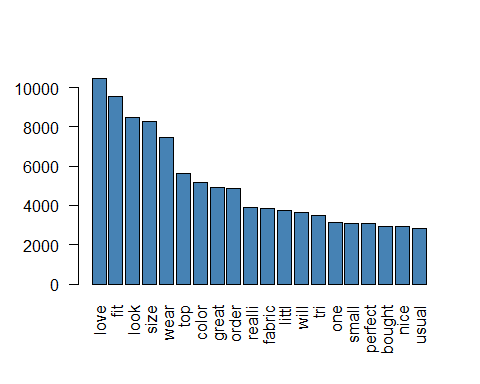 10000
8000
6000
4000
2000
0
love
fit
look
size
wear
top
color
great
order
realli
fabric
littl
will
tri
one
small
perfect
bought
nice
usual